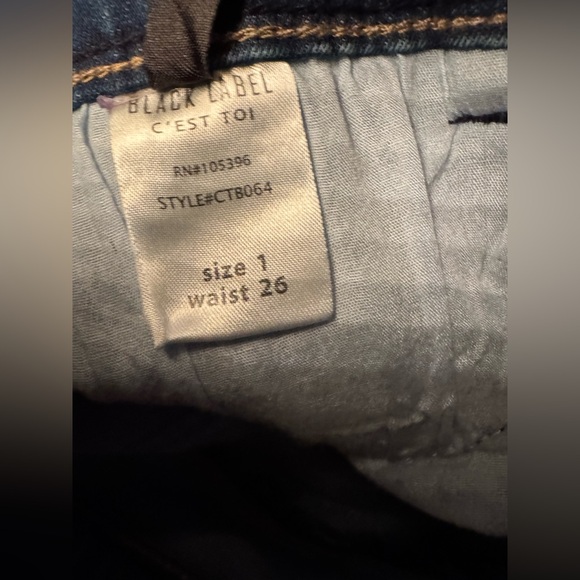 BLACK LABEL
C'EST TOI
RN#105396
STYLE#CTB064
size 1
waist 26